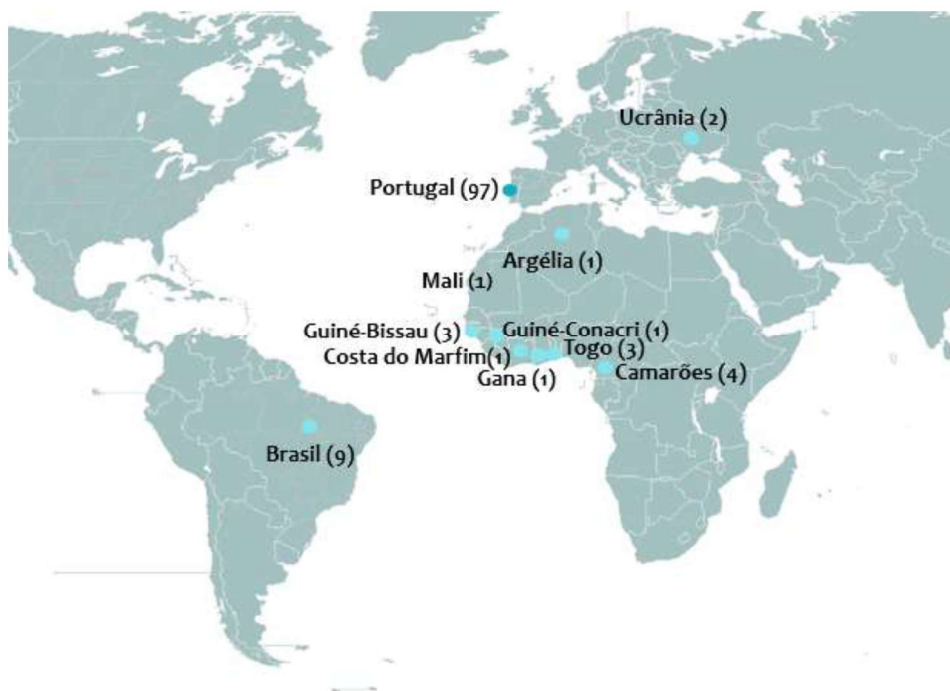 Ucrânia (2)
Portugal (97)
Argélia (1)
Mali (1)
Guiné-Bissau (3)
Guiné-Conacri (1)
Costa do Marfim(1)
Togo (3)
Gana (1)
Camarões (4)
Brasil (9)